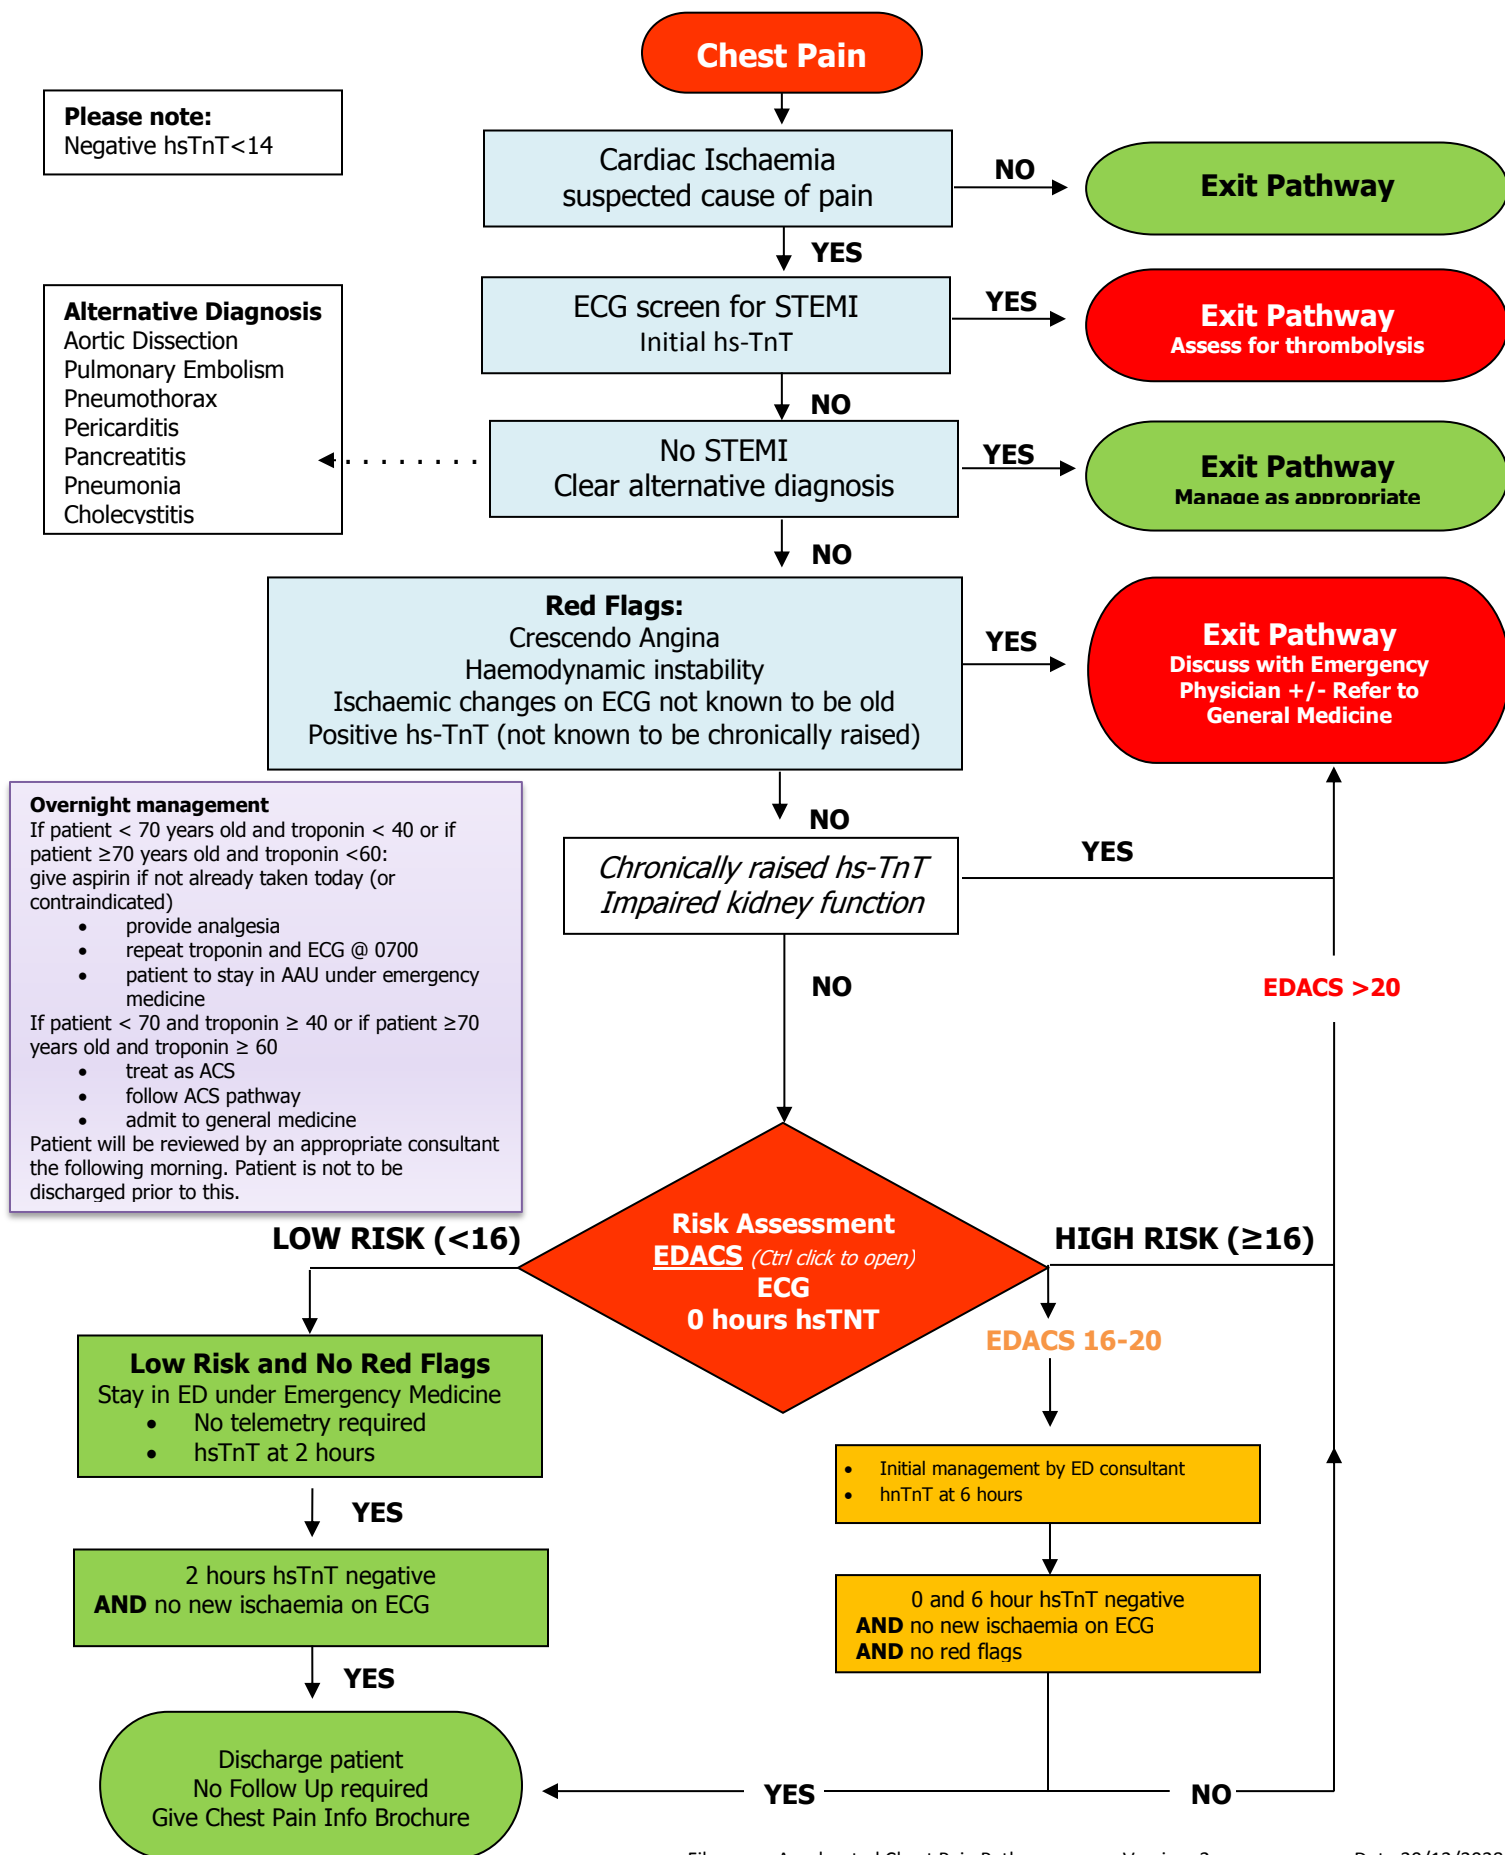 Chest Pain
Please note:
Negative hsTnT<14
Cardiac Ischaemia
suspected cause of pain
NO
Exit Pathway
YES
Alternative Diagnosis
Aortic Dissection
Pulmonary Embolism
Pneumothorax
Pericarditis
Pancreatitis
Pneumonia
Cholecystitis
ECG screen for STEMI
Initial hs-TnT
YES
Exit Pathway
Assess for thrombolysis
NO
No STEMI
Clear alternative diagnosis
YES
Exit Pathway
Manage as appropriate
NO
Red Flags:
Crescendo Angina
Haemodynamic instability
Ischaemic changes on ECG not known to be old
Positive hs-TnT (not known to be chronically raised)
YES
Exit Pathway
Discuss with Emergency
Physician +/- Refer to
General Medicine
NO
Overnight management
If patient < 70 years old and troponin < 40 or if
patient ≥70 years old and troponin <60:
give aspirin if not already taken today (or
contraindicated)
• provide analgesia
• repeat troponin and ECG @ 0700
• patient to stay in AAU under emergency
medicine
If patient < 70 and troponin ≥ 40 or if patient ≥70
years old and troponin ≥ 60
• treat as ACS
• follow ACS pathway
• admit to general medicine
Patient will be reviewed by an appropriate consultant
the following morning. Patient is not to be
discharged prior to this.
Chronically raised hs-TnT
Impaired kidney function
YES
NO
EDACS >20
LOW RISK (<16)
Risk Assessment
EDACS (Ctrl click to open)
ECG
0 hours hsTNT
HIGH RISK (≥16)
EDACS 16-20
Low Risk and No Red Flags
Stay in ED under Emergency Medicine
• No telemetry required
• hsTnT at 2 hours
YES
• Initial management by ED consultant
• hnTnT at 6 hours
2 hours hsTnT negative
AND no new ischaemia on ECG
YES
0 and 6 hour hsTnT negative
AND no new ischaemia on ECG
AND no red flags
Discharge patient
No Follow Up required
Give Chest Pain Info Brochure
YES
NO